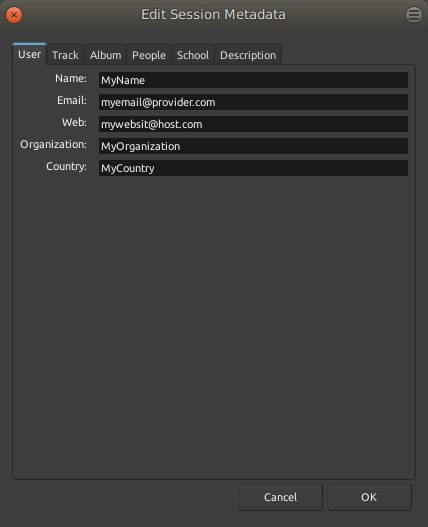 Edit Session Metadata
User Track Album People School Description
Name: MyName
Email: myemail@provider.com
Web: mywebsit@host.com
Organization: MyOrganization
Country: MyCountry
Cancel OK